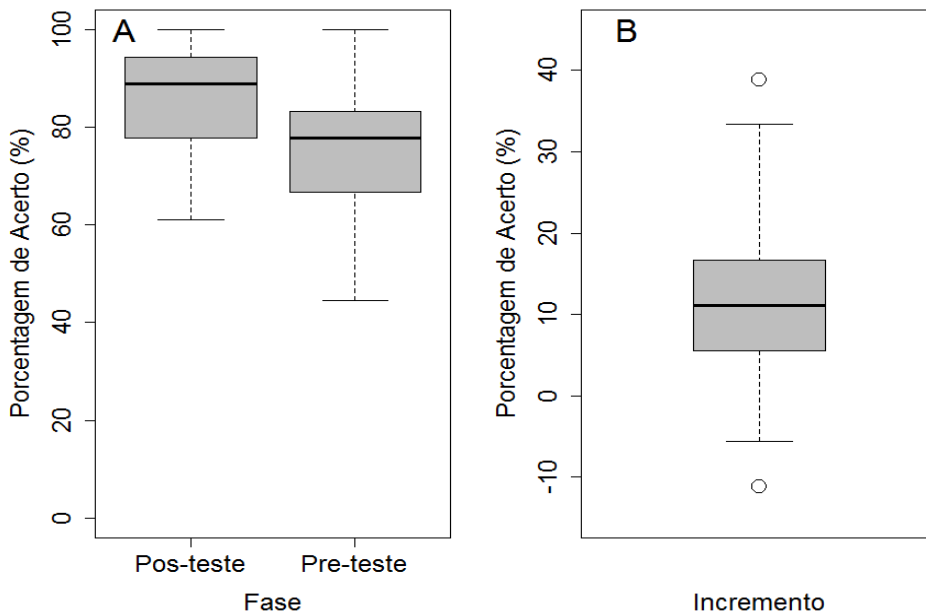 A
Porcentagem de Acerto (%)
100
80
60
40
20
0
Pos-teste Pre-teste
Fase
B
Porcentagem de Acerto (%)
40
30
20
10
0
-10
Incremento